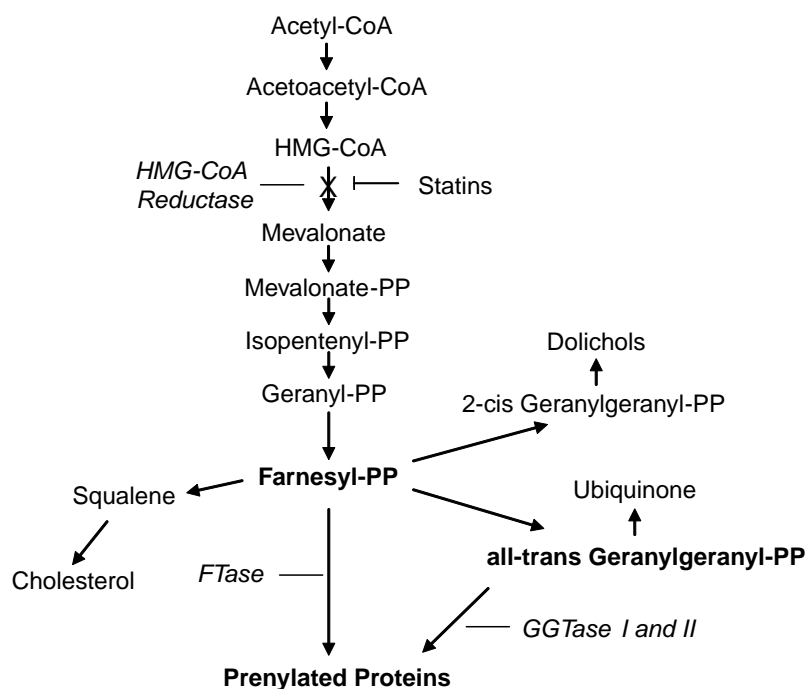 Acetyl-CoA
Acetoacetyl-CoA
HMG-CoA
HMG-CoA
Reductase
X
Statins
Mevalonate
Mevalonate-PP
Isopentenyl-PP
Dolichols
Geranyl-PP
2-cis Geranylgeranyl-PP
Farnesyl-PP
Squalene
Ubiquinone
all-trans Geranylgeranyl-PP
Cholesterol
FTase
GGTase I and II
Prenylated Proteins